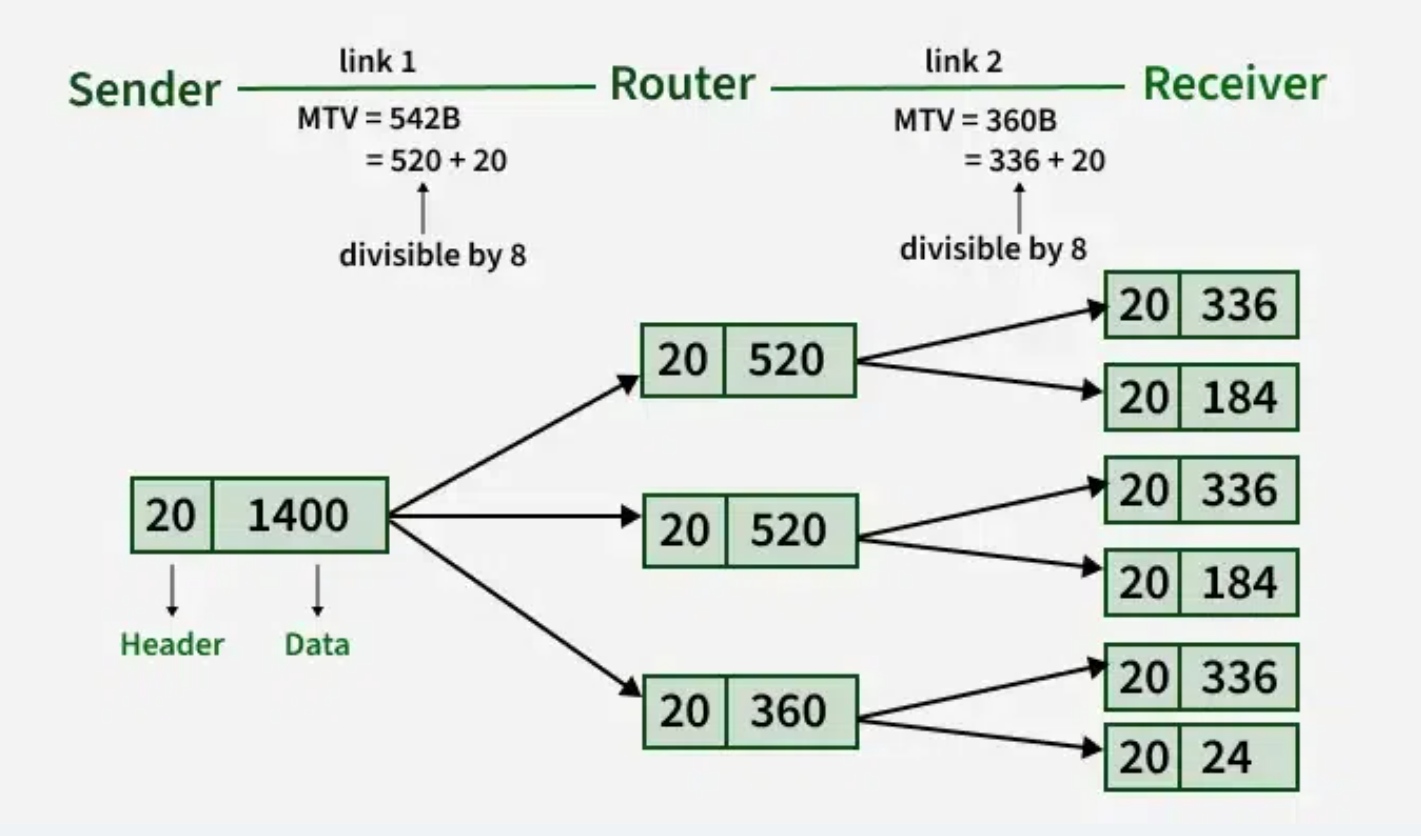 link 1
link 2
Sender
Router
Receiver
MTV = 542B
= 520 + 20
divisible by 8
MTV = 360B
= 336 + 20
divisible by 8
20 1400
Header
Data
20 520
20 520
20 360
20 336
20 184
20 336
20 184
20 336
20 24